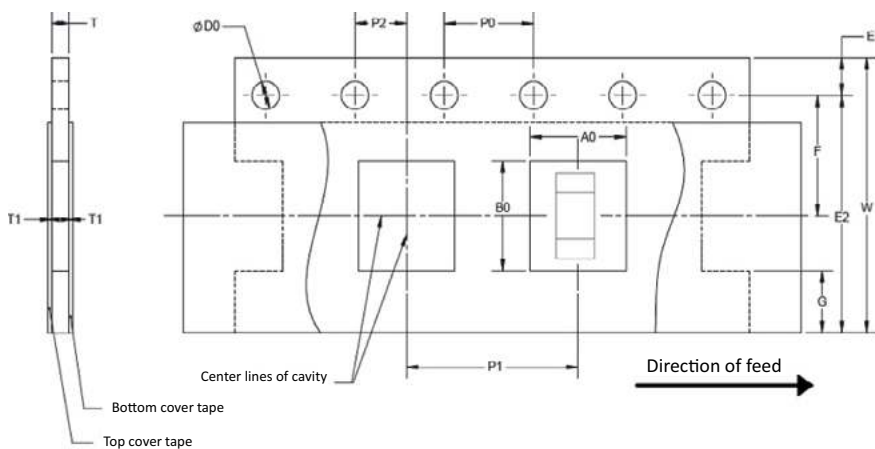 T
ϕD0
P2
P0
E
A0
F
T1
T1
B0
E2
W
G
P1
Center lines of cavity
Direction of feed
Bottom cover tape
Top cover tape